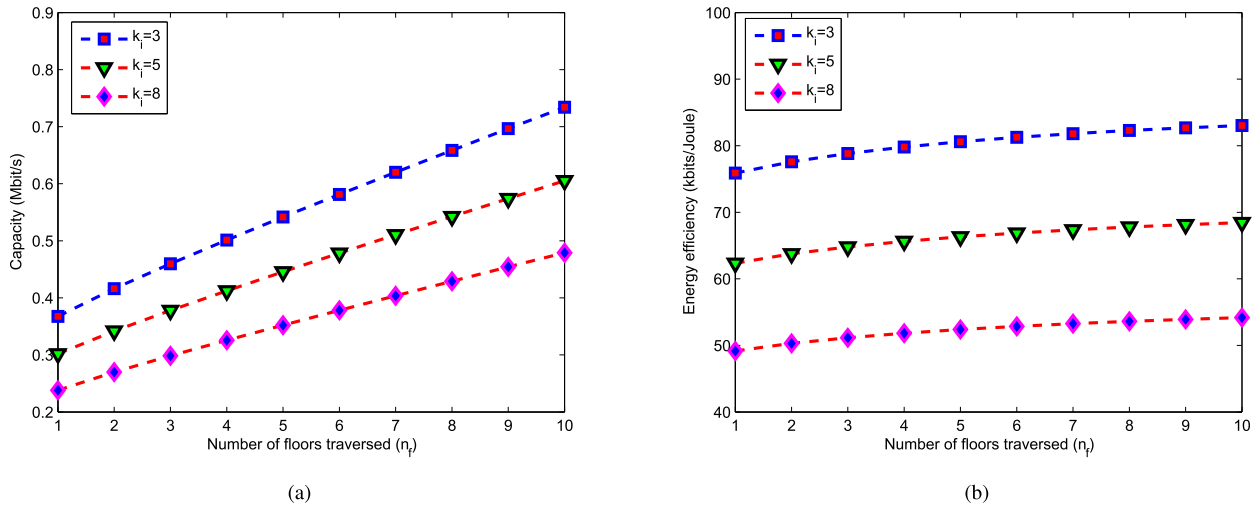 0.9
0.8
0.7
0.6
0.5
0.4
0.3
0.2
Capacity (Mbit/s)
k_i=3
k_i=5
k_i=8
1 2 3 4 5 6 7 8 9 10
Number of floors traversed (n_f)
(a)
100
90
80
70
60
50
40
Energy efficiency (kbits/Joule)
k_i=3
k_i=5
k_i=8
1 2 3 4 5 6 7 8 9 10
Number of floors traversed (n_f)
(b)